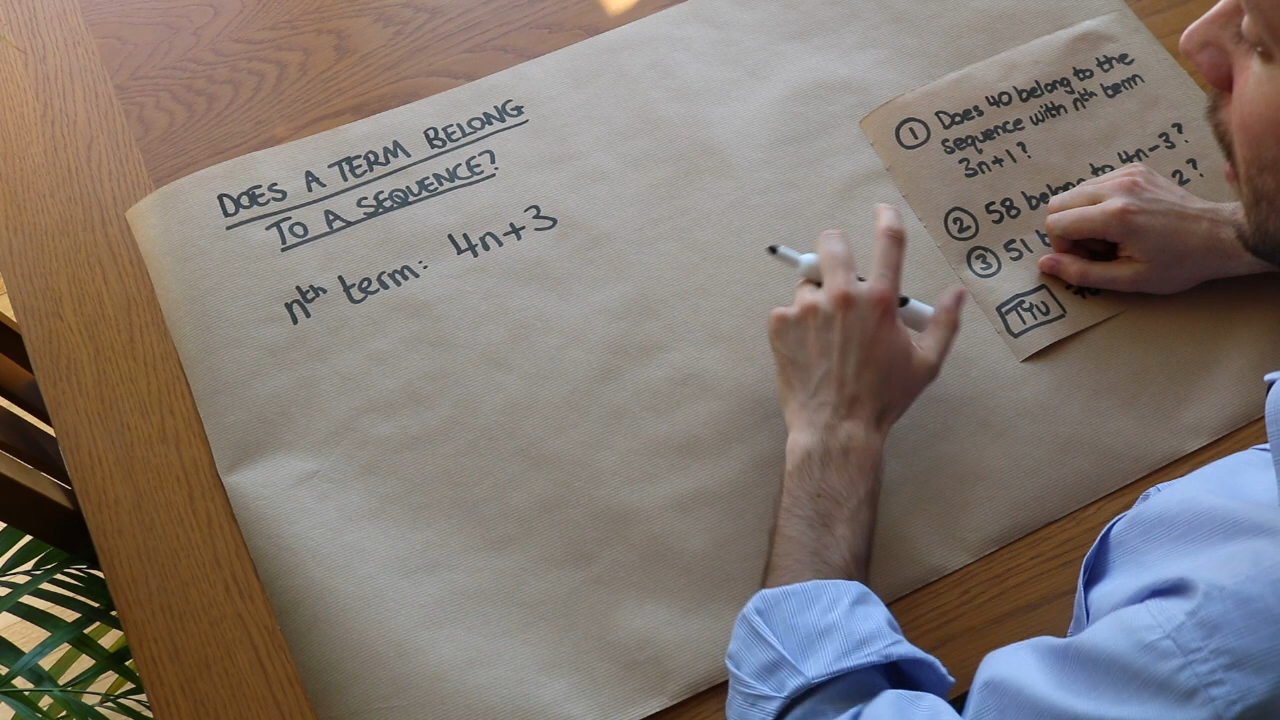 DOES A TERM BELONG
TO A SEQUENCE?
nth term: 4n+3
① Does 40 belong to the
sequence with nth term
3n+1?
② 58 belong to 4n-3?
③ 51 2?
TYU